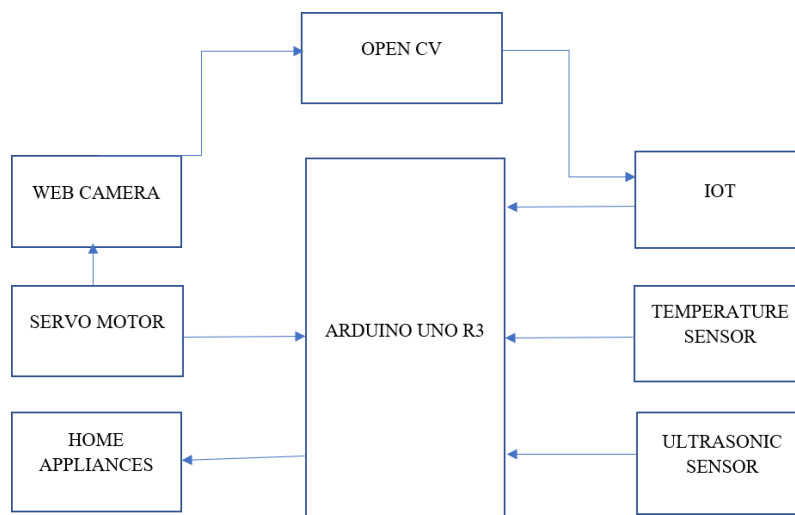 OPEN CV
WEB CAMERA
IOT
SERVO MOTOR
ARDUINO UNO R3
TEMPERATURE
SENSOR
HOME
APPLIANCES
ULTRASONIC
SENSOR